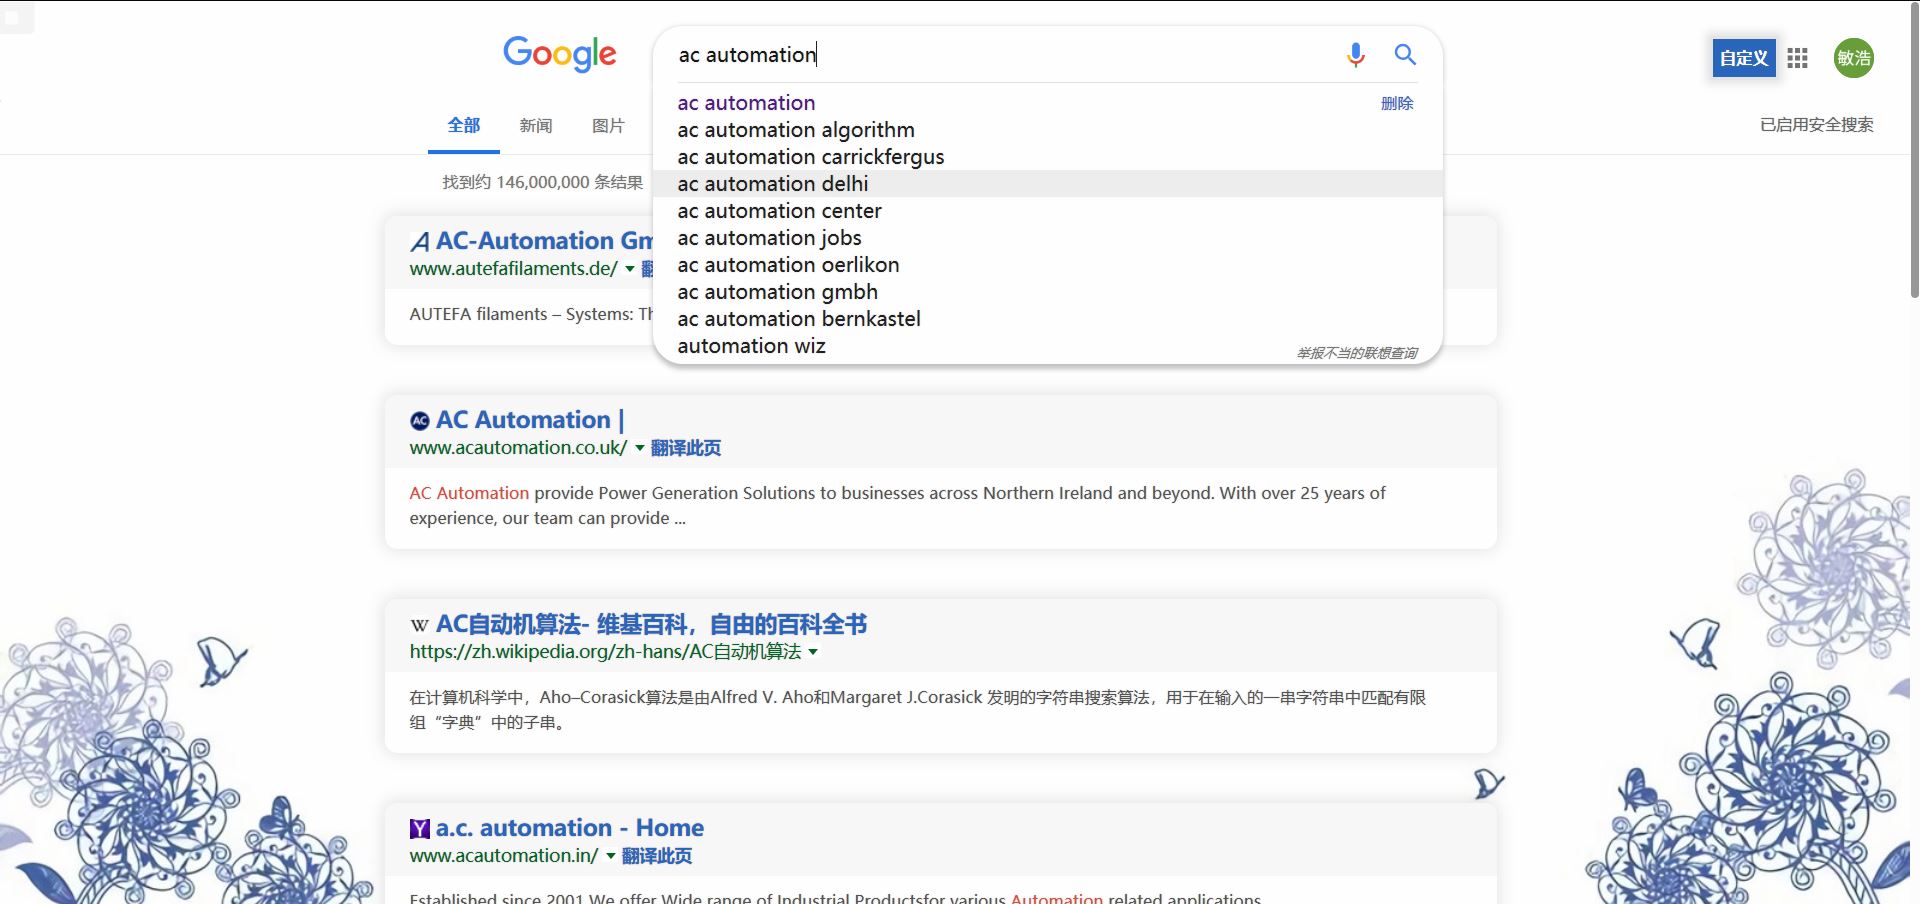 Google
ac automation
自定义
敏浩
全部
新闻
图片
已启用安全搜索
ac automation
删除
ac automation algorithm
ac automation carrickfergus
ac automation delhi
ac automation center
ac automation jobs
ac automation oerlikon
ac automation gmbh
ac automation bernkastel
automation wiz
举报不当的联想查询
找到约 146,000,000 条结果
AC-Automation Gm
www.autefafilaments.de/
AUTEFA filaments – Systems: Th
AC Automation |
www.acautomation.co.uk/ 翻译此页
AC Automation provide Power Generation Solutions to businesses across Northern Ireland and beyond. With over 25 years of
experience, our team can provide ...
AC自动机算法- 维基百科，自由的百科全书
https://zh.wikipedia.org/zh-hans/AC自动机算法
在计算机科学中，Aho–Corasick算法是由Alfred V. Aho和Margaret J.Corasick 发明的字符串搜索算法，用于在输入的一串字符串中匹配有限
组“字典”中的子串。
a.c. automation - Home
www.acautomation.in/ 翻译此页
Established since 2001 We offer Wide range of Industrial Productsfor various Automation related applications